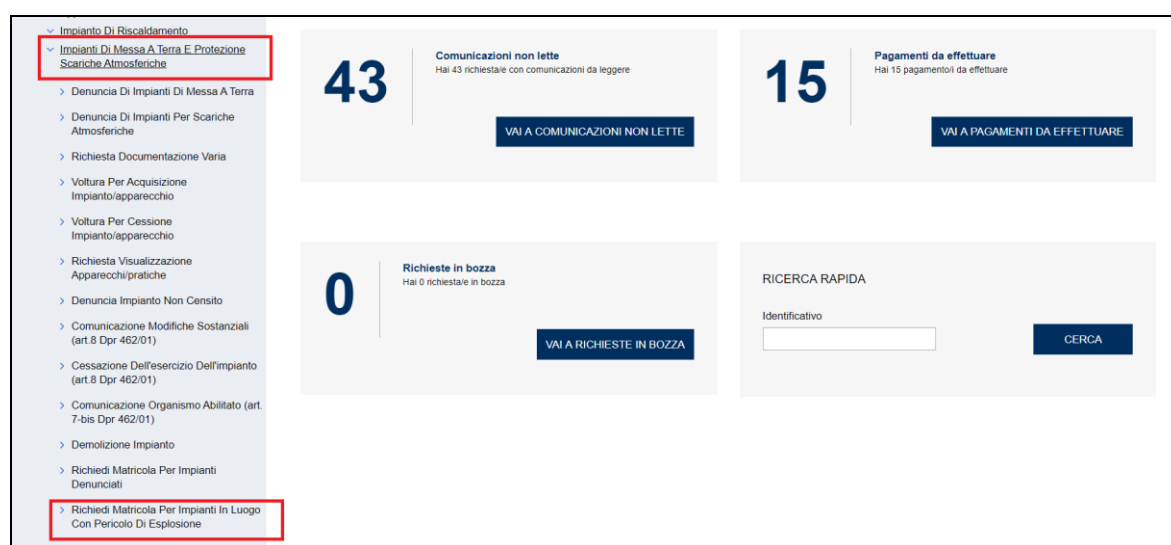 Impianto Di Riscaldamento
Impianti Di Messa A Terra E Protezione
Scariche Atmosferiche
Denuncia Di Impianti Di Messa A Terra
Denuncia Di Impianti Per Scariche
Atmosferiche
Richiesta Documentazione Varia
Voltura Per Acquisizione
Impianto/apparecchio
Voltura Per Cessione
Impianto/apparecchio
Richiesta Visualizzazione
Apparecchi/pratiche
Denuncia Impianto Non Censito
Comunicazione Modifiche Sostanziali
(art.8 Dpr 462/01)
Cessazione Dell'esercizio Dell'impianto
(art.8 Dpr 462/01)
Comunicazione Organismo Abilitato (art.
7-bis Dpr 462/01)
Demolizione Impianto
Richiedi Matricola Per Impianti
Denunciati
Richiedi Matricola Per Impianti In Luogo
Con Pericolo Di Esplosione
43
Comunicazioni non lette
Hai 43 richiesta/e con comunicazioni da leggere
VAI A COMUNICAZIONI NON LETTE
15
Pagamenti da effettuare
Hai 15 pagamento/i da effettuare
VAI A PAGAMENTI DA EFFETTUARE
0
Richieste in bozza
Hai 0 richiesta/e in bozza
VAI A RICHIESTE IN BOZZA
RICERCA RAPIDA
Identificativo
CERCA